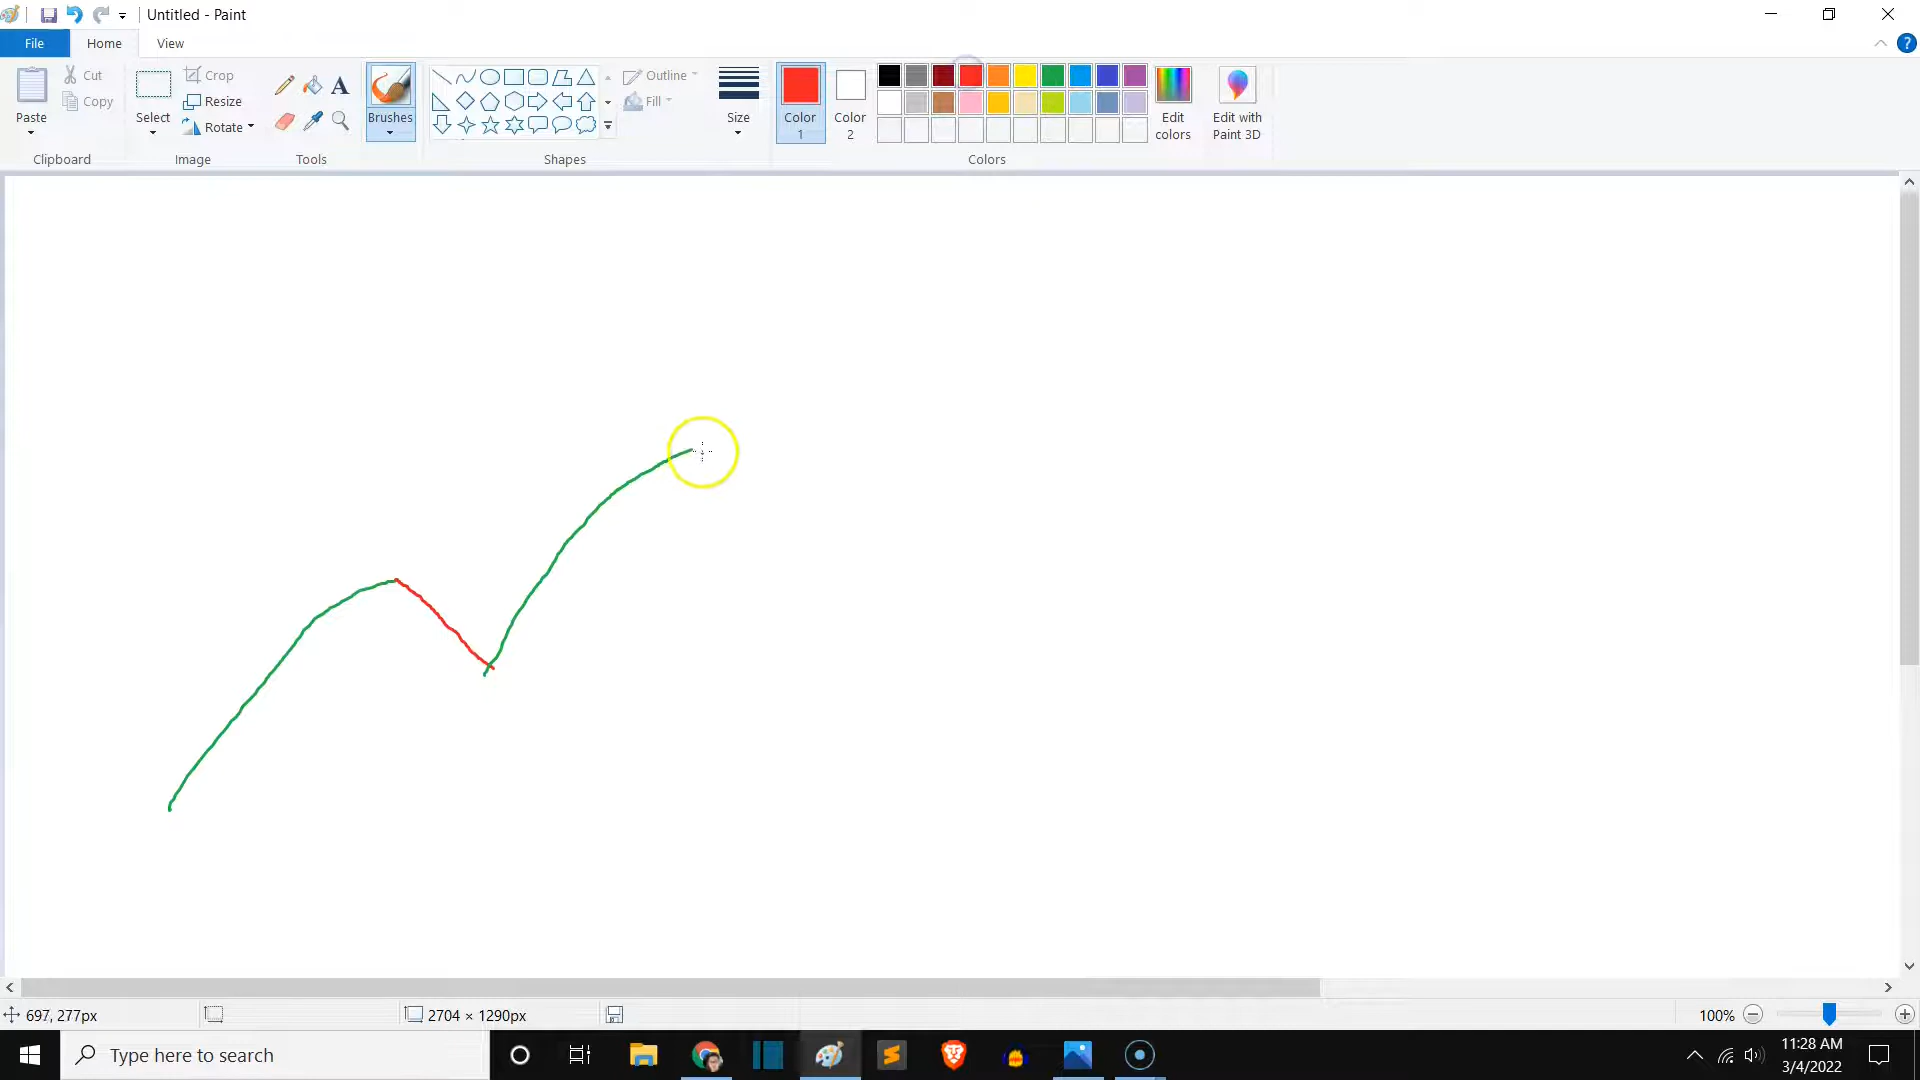 Untitled - Paint
File Home View
Paste
Cut
Copy
Clipboard
Select
Crop
Resize
Rotate
Image
A
Tools
Brushes
Outline
Fill
Shapes
Size
Color 1
Color 2
Edit colors
Edit with Paint 3D
Colors
?
697, 277px
2704 × 1290px
100%
Type here to search
11:28 AM
3/4/2022